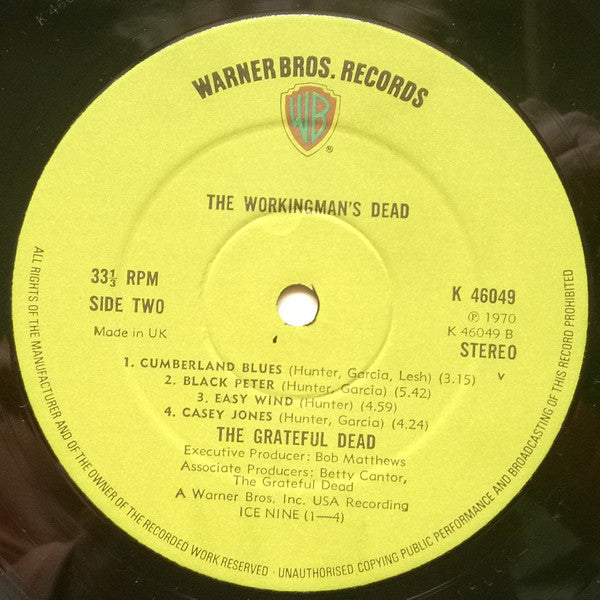 K 460
WARNER BROS. RECORDS
WB
®
THE WORKINGMAN'S DEAD
33⅓ RPM
SIDE TWO
Made in UK
K 46049
℗ 1970
K 46049 B
STEREO
1. CUMBERLAND BLUES (Hunter, Garcia, Lesh) (3.15) v
2. BLACK PETER (Hunter, Garcia) (5.42)
3. EASY WIND (Hunter) (4.59)
4. CASEY JONES (Hunter, Garcia) (4.24)
THE GRATEFUL DEAD
Executive Producer: Bob Matthews
Associate Producers: Betty Cantor,
The Grateful Dead
A Warner Bros. Inc. USA Recording
ICE NINE (1—4)
ALL RIGHTS OF THE MANUFACTURER AND OF THE OWNER OF THE RECORDED WORK RESERVED · UNAUTHORISED COPYING PUBLIC PERFORMANCE AND BROADCASTING OF THIS RECORD PROHIBITED